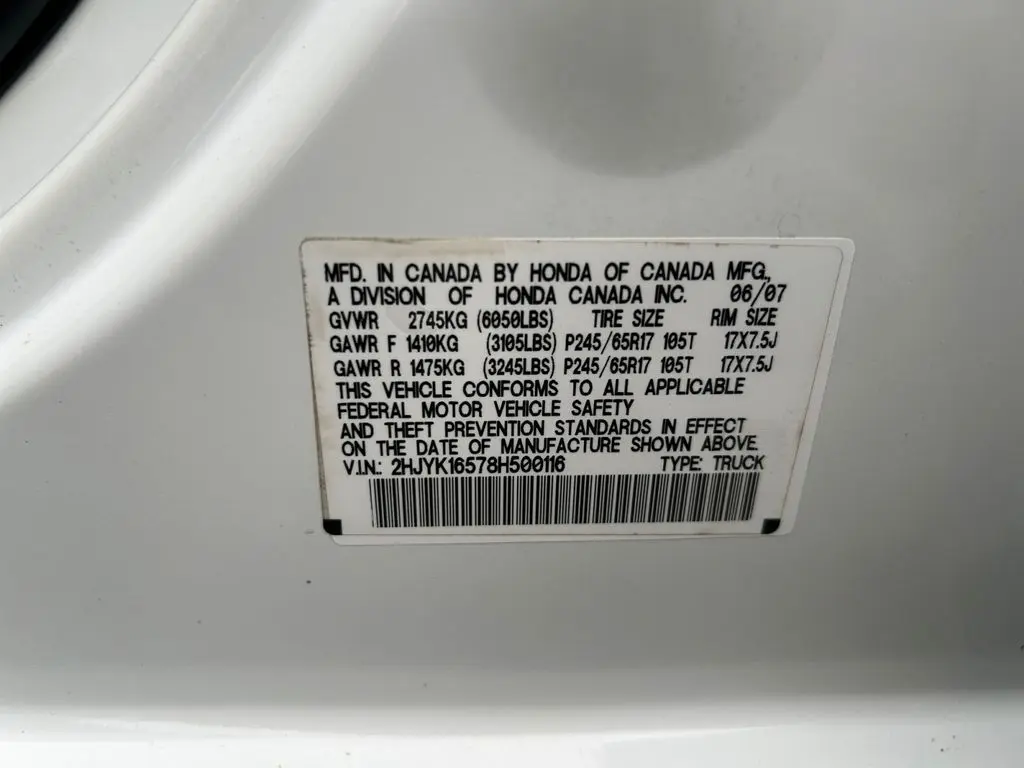 MFD. IN CANADA BY HONDA OF CANADA MFG.,
A DIVISION OF HONDA CANADA INC. 06/07
GVWR 2745KG (6050LBS) TIRE SIZE RIM SIZE
GAWR F 1410KG (3105LBS) P245/65R17 105T 17X7.5J
GAWR R 1475KG (3245LBS) P245/65R17 105T 17X7.5J
THIS VEHICLE CONFORMS TO ALL APPLICABLE
FEDERAL MOTOR VEHICLE SAFETY
AND THEFT PREVENTION STANDARDS IN EFFECT
ON THE DATE OF MANUFACTURE SHOWN ABOVE.
V.I.N.: 2HJYK16578H500116 TYPE: TRUCK